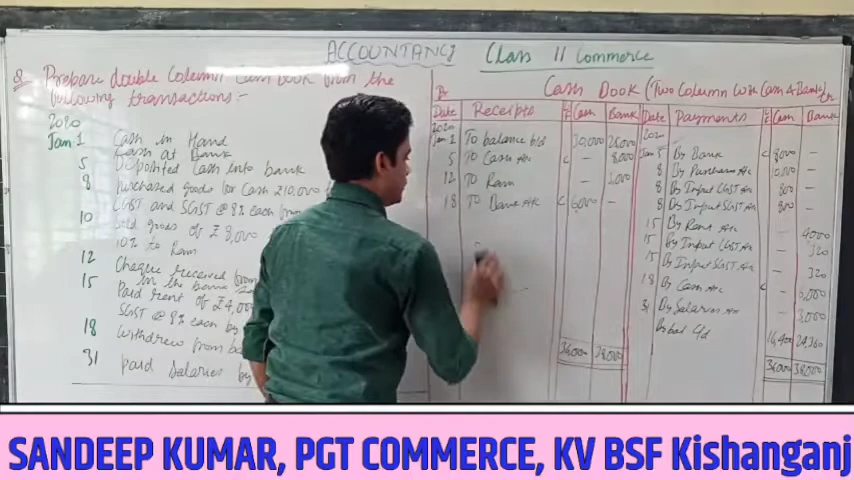 ACCOUNTANCY Class 11 Commerce
Q Prepare double Column Cash book from the
following transactions:-
2020
Jan 1 Cash in Hand
Cash at Bank
5 Deposited Cash into bank
8 Purchased goods for Cash ₹10,000
CGST and SGST @ 8% each
10 Sold goods of ₹8,000
10% to Ram
12 Cheque received from
in the bank
15 Paid rent of ₹4,00
SGST @ 8% each by
18 Withdrew from ba
31 paid Salaries by
Dr Cash Book (Two Column with Cash & Bank) Cr
Date Receipts L.F Cash Bank Date Payments L.F Cash Bank
2020 2020
Jan 1 To balance b/d 30,000 25,000 Jan 5 By Bank C 8,000 -
5 To Cash A/c C - 8,000 8 By Purchases A/c 10,000 -
12 To Ram - 5,000 8 By Input CGST A/c 800 -
18 To Bank A/c C 6,000 - 8 By Input SGST A/c 800 -
15 By Rent A/c - 4,000
15 By Input CGST A/c - 320
15 By Input SGST A/c - 320
18 By Cash A/c C - 6,000
31 By Salaries A/c - 3,000
By bal c/d 16,400 24,360
36,000 38,000 36,000 38,000
SANDEEP KUMAR, PGT COMMERCE, KV BSF Kishanganj